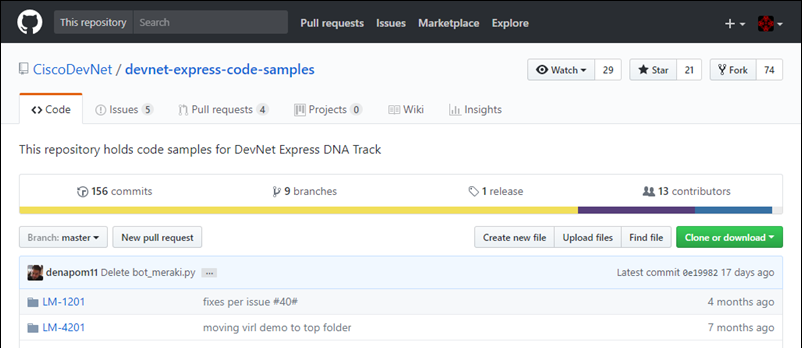 This repository Search Pull requests Issues Marketplace Explore
CiscoDevNet / devnet-express-code-samples Watch 29 Star 21 Fork 74
Code Issues 5 Pull requests 4 Projects 0 Wiki Insights
This repository holds code samples for DevNet Express DNA Track
156 commits 9 branches 1 release 13 contributors
Branch: master New pull request Create new file Upload files Find file Clone or download
denapom11 Delete bot_meraki.py ... Latest commit 0e19982 17 days ago
LM-1201 fixes per issue #40# 4 months ago
LM-4201 moving virl demo to top folder 7 months ago